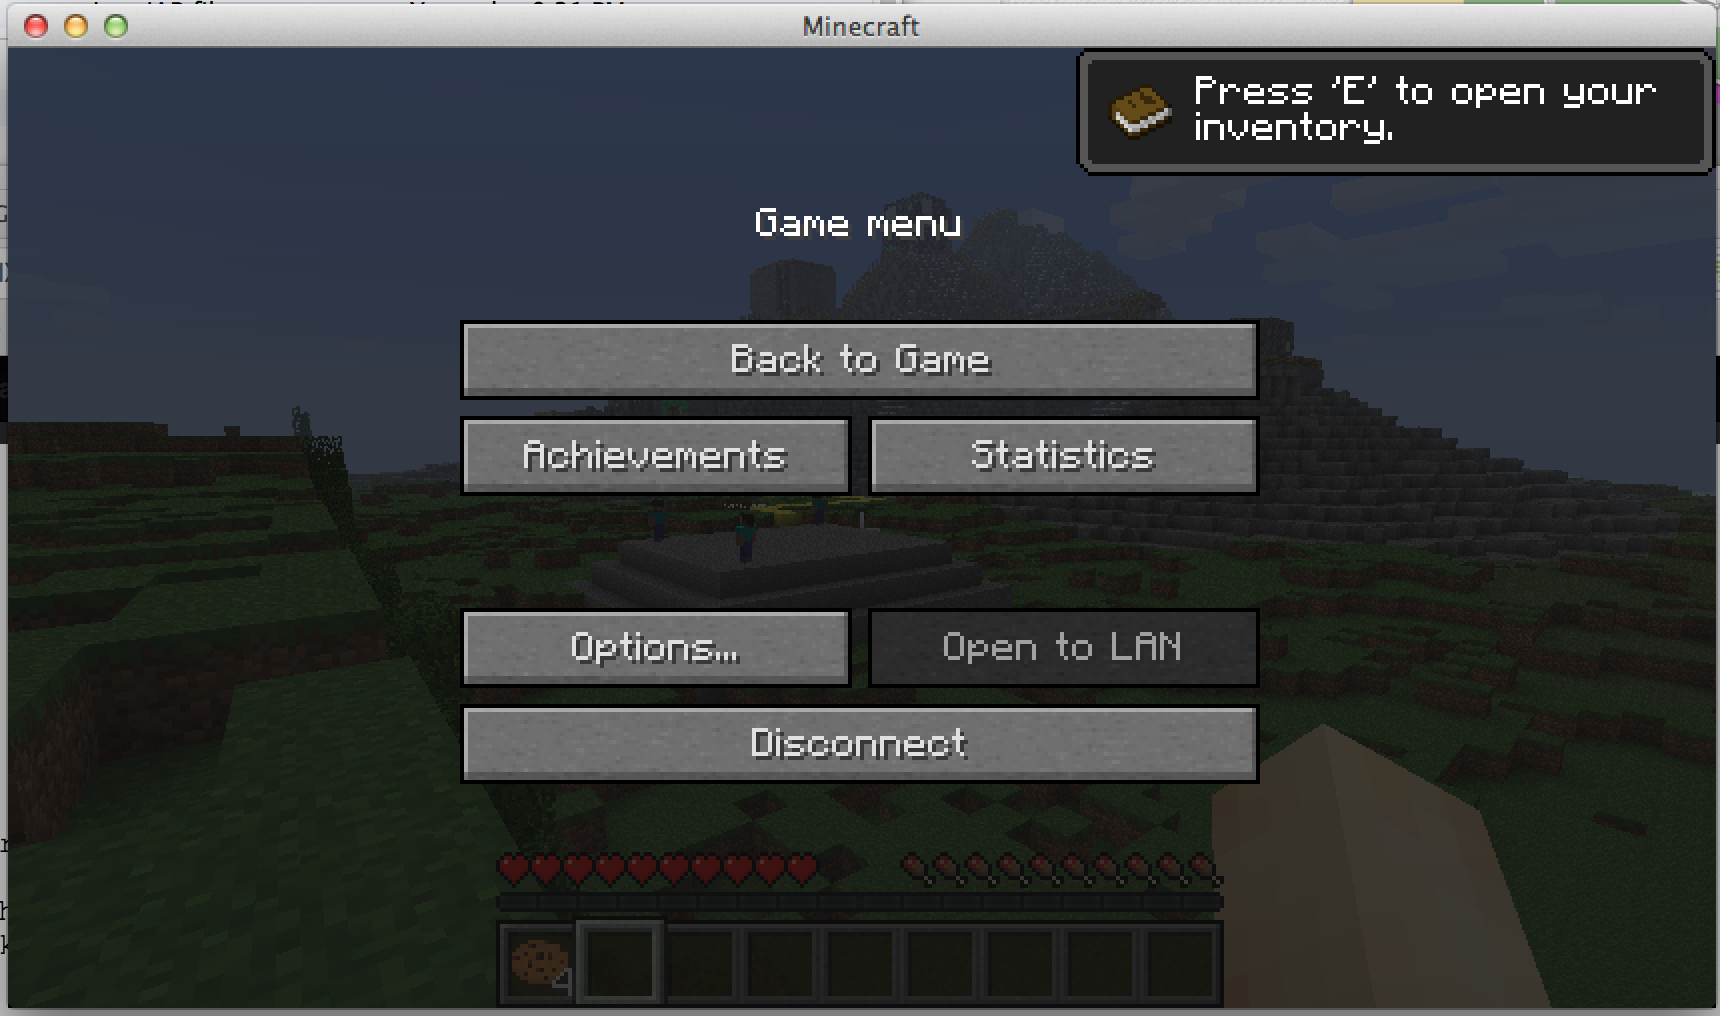 Minecraft
Press 'E' to open your
inventory.
Game menu
Back to Game
Achievements
Statistics
Options...
Open to LAN
Disconnect
4